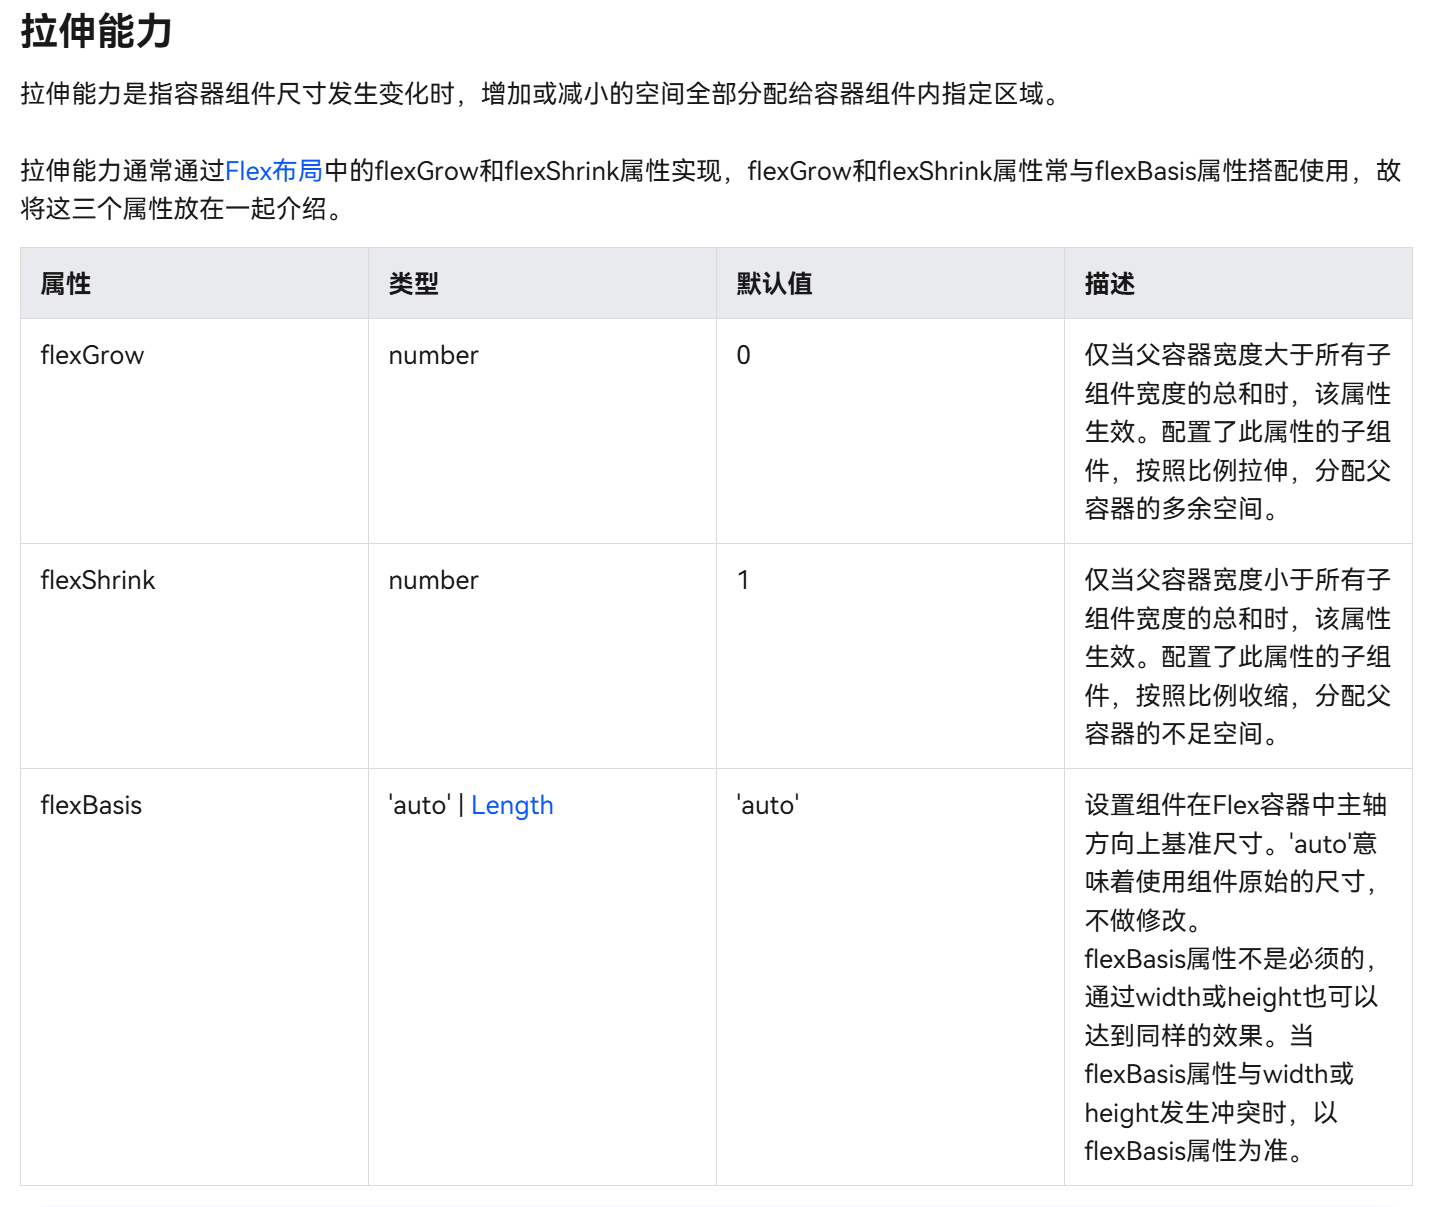 拉伸能力
拉伸能力是指容器组件尺寸发生变化时，增加或减小的空间全部分配给容器组件内指定区域。
拉伸能力通常通过Flex布局中的flexGrow和flexShrink属性实现，flexGrow和flexShrink属性常与flexBasis属性搭配使用，故
将这三个属性放在一起介绍。
属性 类型 默认值 描述
flexGrow number 0 仅当父容器宽度大于所有子
组件宽度的总和时，该属性
生效。配置了此属性的子组
件，按照比例拉伸，分配父
容器的多余空间。
flexShrink number 1 仅当父容器宽度小于所有子
组件宽度的总和时，该属性
生效。配置了此属性的子组
件，按照比例收缩，分配父
容器的不足空间。
flexBasis 'auto' | Length 'auto' 设置组件在Flex容器中主轴
方向上基准尺寸。'auto'意
味着使用组件原始的尺寸，
不做修改。
flexBasis属性不是必须的，
通过width或height也可以
达到同样的效果。当
flexBasis属性与width或
height发生冲突时，以
flexBasis属性为准。